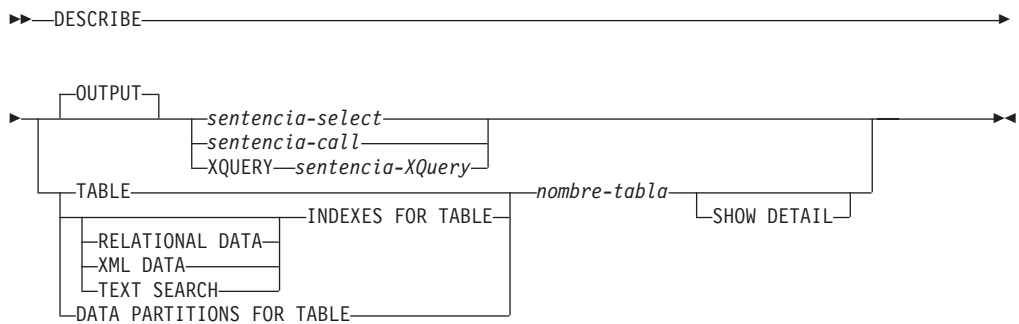 DESCRIBE
OUTPUT
sentencia-select
sentencia-call
XQUERY sentencia-XQuery
TABLE nombre-tabla
INDEXES FOR TABLE SHOW DETAIL
RELATIONAL DATA
XML DATA
TEXT SEARCH
DATA PARTITIONS FOR TABLE